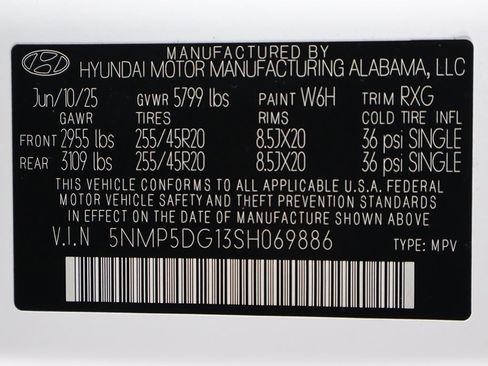 MANUFACTURED BY
HYUNDAI MOTOR MANUFACTURING ALABAMA, LLC
Jun/10/25 GVWR 5799 lbs PAINT W6H TRIM RXG
GAWR TIRES RIMS COLD TIRE INFL
FRONT 2955 lbs 255/45R20 8.5JX20 36 psi SINGLE
REAR 3109 lbs 255/45R20 8.5JX20 36 psi SINGLE
THIS VEHICLE CONFORMS TO ALL APPLICABLE U.S.A. FEDERAL
MOTOR VEHICLE SAFETY AND THEFT PREVENTION STANDARDS
IN EFFECT ON THE DATE OF MANUFACTURE SHOWN ABOVE
V.I.N 5NMP5DG13SH069886 TYPE: MPV